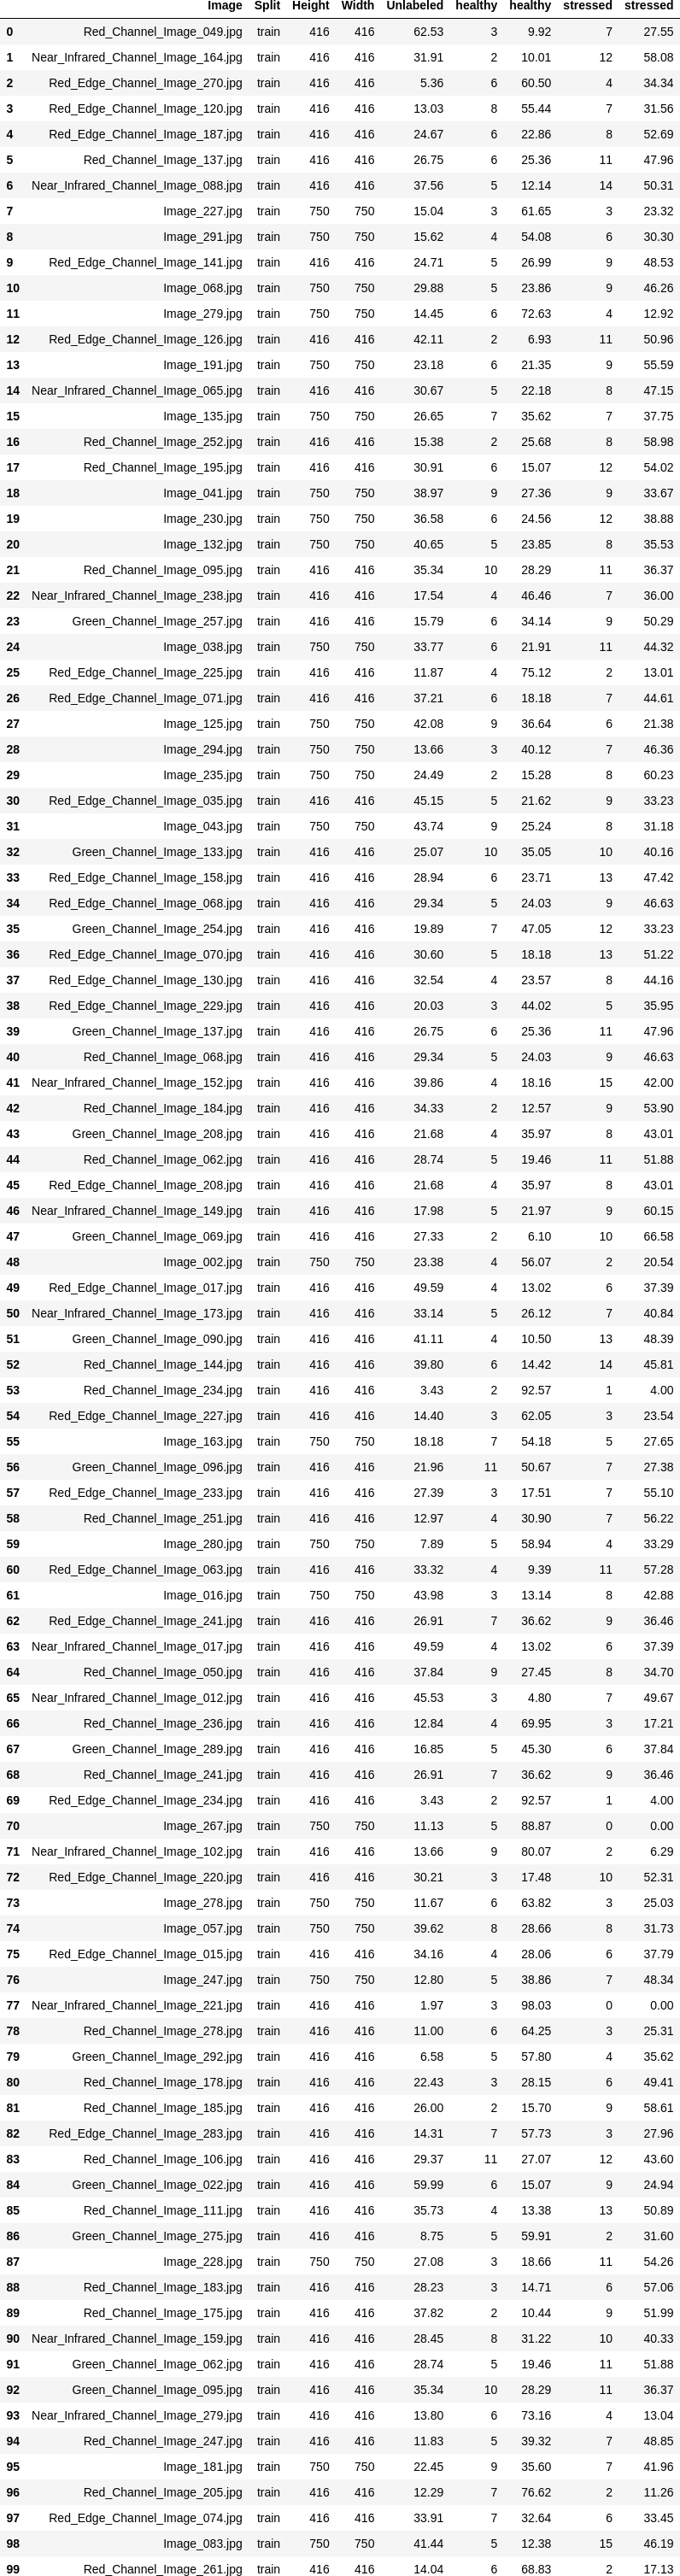 Image Split Height Width Unlabeled healthy healthy stressed stressed
0 Red_Channel_Image_049.jpg train 416 416 62.53 3 9.92 7 27.55
1 Near_Infrared_Channel_Image_164.jpg train 416 416 31.91 2 10.01 12 58.08
2 Red_Edge_Channel_Image_270.jpg train 416 416 5.36 6 60.50 4 34.34
3 Red_Edge_Channel_Image_120.jpg train 416 416 13.03 8 55.44 7 31.56
4 Red_Edge_Channel_Image_187.jpg train 416 416 24.67 6 22.86 8 52.69
5 Red_Channel_Image_137.jpg train 416 416 26.75 6 25.36 11 47.96
6 Near_Infrared_Channel_Image_088.jpg train 416 416 37.56 5 12.14 14 50.31
7 Image_227.jpg train 750 750 15.04 3 61.65 3 23.32
8 Image_291.jpg train 750 750 15.62 4 54.08 6 30.30
9 Red_Edge_Channel_Image_141.jpg train 416 416 24.71 5 26.99 9 48.53
10 Image_068.jpg train 750 750 29.88 5 23.86 9 46.26
11 Image_279.jpg train 750 750 14.45 6 72.63 4 12.92
12 Red_Edge_Channel_Image_126.jpg train 416 416 42.11 2 6.93 11 50.96
13 Image_191.jpg train 750 750 23.18 6 21.35 9 55.59
14 Near_Infrared_Channel_Image_065.jpg train 416 416 30.67 5 22.18 8 47.15
15 Image_135.jpg train 750 750 26.65 7 35.62 7 37.75
16 Red_Channel_Image_252.jpg train 416 416 15.38 2 25.68 8 58.98
17 Red_Channel_Image_195.jpg train 416 416 30.91 6 15.07 12 54.02
18 Image_041.jpg train 750 750 38.97 9 27.36 9 33.67
19 Image_230.jpg train 750 750 36.58 6 24.56 12 38.88
20 Image_132.jpg train 750 750 40.65 5 23.85 8 35.53
21 Red_Channel_Image_095.jpg train 416 416 35.34 10 28.29 11 36.37
22 Near_Infrared_Channel_Image_238.jpg train 416 416 17.54 4 46.46 7 36.00
23 Green_Channel_Image_257.jpg train 416 416 15.79 6 34.14 9 50.29
24 Image_038.jpg train 750 750 33.77 6 21.91 11 44.32
25 Red_Edge_Channel_Image_225.jpg train 416 416 11.87 4 75.12 2 13.01
26 Red_Edge_Channel_Image_071.jpg train 416 416 37.21 6 18.18 7 44.61
27 Image_125.jpg train 750 750 42.08 9 36.64 6 21.38
28 Image_294.jpg train 750 750 13.66 3 40.12 7 46.36
29 Image_235.jpg train 750 750 24.49 2 15.28 8 60.23
30 Red_Edge_Channel_Image_035.jpg train 416 416 45.15 5 21.62 9 33.23
31 Image_043.jpg train 750 750 43.74 9 25.24 8 31.18
32 Green_Channel_Image_133.jpg train 416 416 25.07 10 35.05 10 40.16
33 Red_Edge_Channel_Image_158.jpg train 416 416 28.94 6 23.71 13 47.42
34 Red_Edge_Channel_Image_068.jpg train 416 416 29.34 5 24.03 9 46.63
35 Green_Channel_Image_254.jpg train 416 416 19.89 7 47.05 12 33.23
36 Red_Edge_Channel_Image_070.jpg train 416 416 30.60 5 18.18 13 51.22
37 Red_Edge_Channel_Image_130.jpg train 416 416 32.54 4 23.57 8 44.16
38 Red_Edge_Channel_Image_229.jpg train 416 416 20.03 3 44.02 5 35.95
39 Green_Channel_Image_137.jpg train 416 416 26.75 6 25.36 11 47.96
40 Red_Channel_Image_068.jpg train 416 416 29.34 5 24.03 9 46.63
41 Near_Infrared_Channel_Image_152.jpg train 416 416 39.86 4 18.16 15 42.00
42 Red_Channel_Image_184.jpg train 416 416 34.33 2 12.57 9 53.90
43 Green_Channel_Image_208.jpg train 416 416 21.68 4 35.97 8 43.01
44 Red_Channel_Image_062.jpg train 416 416 28.74 5 19.46 11 51.88
45 Red_Edge_Channel_Image_208.jpg train 416 416 21.68 4 35.97 8 43.01
46 Near_Infrared_Channel_Image_149.jpg train 416 416 17.98 5 21.97 9 60.15
47 Green_Channel_Image_069.jpg train 416 416 27.33 2 6.10 10 66.58
48 Image_002.jpg train 750 750 23.38 4 56.07 2 20.54
49 Red_Edge_Channel_Image_017.jpg train 416 416 49.59 4 13.02 6 37.39
50 Near_Infrared_Channel_Image_173.jpg train 416 416 33.14 5 26.12 7 40.84
51 Green_Channel_Image_090.jpg train 416 416 41.11 4 10.50 13 48.39
52 Red_Channel_Image_144.jpg train 416 416 39.80 6 14.42 14 45.81
53 Red_Channel_Image_234.jpg train 416 416 3.43 2 92.57 1 4.00
54 Red_Edge_Channel_Image_227.jpg train 416 416 14.40 3 62.05 3 23.54
55 Image_163.jpg train 750 750 18.18 7 54.18 5 27.65
56 Green_Channel_Image_096.jpg train 416 416 21.96 11 50.67 7 27.38
57 Red_Edge_Channel_Image_233.jpg train 416 416 27.39 3 17.51 7 55.10
58 Red_Channel_Image_251.jpg train 416 416 12.97 4 30.90 7 56.22
59 Image_280.jpg train 750 750 7.89 5 58.94 4 33.29
60 Red_Edge_Channel_Image_063.jpg train 416 416 33.32 4 9.39 11 57.28
61 Image_016.jpg train 750 750 43.98 3 13.14 8 42.88
62 Red_Edge_Channel_Image_241.jpg train 416 416 26.91 7 36.62 9 36.46
63 Near_Infrared_Channel_Image_017.jpg train 416 416 49.59 4 13.02 6 37.39
64 Red_Channel_Image_050.jpg train 416 416 37.84 9 27.45 8 34.70
65 Near_Infrared_Channel_Image_012.jpg train 416 416 45.53 3 4.80 7 49.67
66 Red_Channel_Image_236.jpg train 416 416 12.84 4 69.95 3 17.21
67 Green_Channel_Image_289.jpg train 416 416 16.85 5 45.30 6 37.84
68 Red_Channel_Image_241.jpg train 416 416 26.91 7 36.62 9 36.46
69 Red_Edge_Channel_Image_234.jpg train 416 416 3.43 2 92.57 1 4.00
70 Image_267.jpg train 750 750 11.13 5 88.87 0 0.00
71 Near_Infrared_Channel_Image_102.jpg train 416 416 13.66 9 80.07 2 6.29
72 Red_Edge_Channel_Image_220.jpg train 416 416 30.21 3 17.48 10 52.31
73 Image_278.jpg train 750 750 11.67 6 63.82 3 25.03
74 Image_057.jpg train 750 750 39.62 8 28.66 8 31.73
75 Red_Edge_Channel_Image_015.jpg train 416 416 34.16 4 28.06 6 37.79
76 Image_247.jpg train 750 750 12.80 5 38.86 7 48.34
77 Near_Infrared_Channel_Image_221.jpg train 416 416 1.97 3 98.03 0 0.00
78 Red_Channel_Image_278.jpg train 416 416 11.00 6 64.25 3 25.31
79 Green_Channel_Image_292.jpg train 416 416 6.58 5 57.80 4 35.62
80 Red_Channel_Image_178.jpg train 416 416 22.43 3 28.15 6 49.41
81 Red_Channel_Image_185.jpg train 416 416 26.00 2 15.70 9 58.61
82 Red_Edge_Channel_Image_283.jpg train 416 416 14.31 7 57.73 3 27.96
83 Red_Channel_Image_106.jpg train 416 416 29.37 11 27.07 12 43.60
84 Green_Channel_Image_022.jpg train 416 416 59.99 6 15.07 9 24.94
85 Red_Channel_Image_111.jpg train 416 416 35.73 4 13.38 13 50.89
86 Green_Channel_Image_275.jpg train 416 416 8.75 5 59.91 2 31.60
87 Image_228.jpg train 750 750 27.08 3 18.66 11 54.26
88 Red_Channel_Image_183.jpg train 416 416 28.23 3 14.71 6 57.06
89 Red_Channel_Image_175.jpg train 416 416 37.82 2 10.44 9 51.99
90 Near_Infrared_Channel_Image_159.jpg train 416 416 28.45 8 31.22 10 40.33
91 Green_Channel_Image_062.jpg train 416 416 28.74 5 19.46 11 51.88
92 Green_Channel_Image_095.jpg train 416 416 35.34 10 28.29 11 36.37
93 Near_Infrared_Channel_Image_279.jpg train 416 416 13.80 6 73.16 4 13.04
94 Red_Channel_Image_247.jpg train 416 416 11.83 5 39.32 7 48.85
95 Image_181.jpg train 750 750 22.45 9 35.60 7 41.96
96 Red_Channel_Image_205.jpg train 416 416 12.29 7 76.62 2 11.26
97 Red_Edge_Channel_Image_074.jpg train 416 416 33.91 7 32.64 6 33.45
98 Image_083.jpg train 750 750 41.44 5 12.38 15 46.19
99 Red_Channel_Image_261.jpg train 416 416 14.04 6 68.83 2 17.13